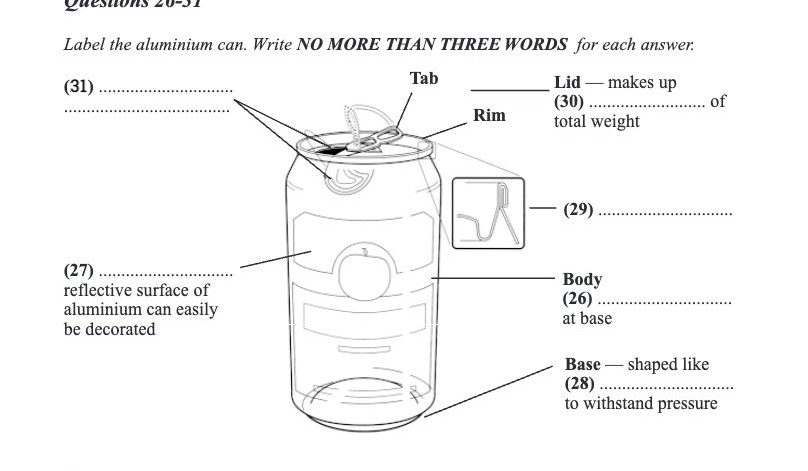 Questions 26-31
Label the aluminium can. Write NO MORE THAN THREE WORDS for each answer.
(31) ..............................
.....................................
Tab
Rim
Lid — makes up
(30) .......................... of
total weight
(29) ..............................
(27) ..............................
reflective surface of
aluminium can easily
be decorated
Body
(26) ..............................
at base
Base — shaped like
(28) ..............................
to withstand pressure